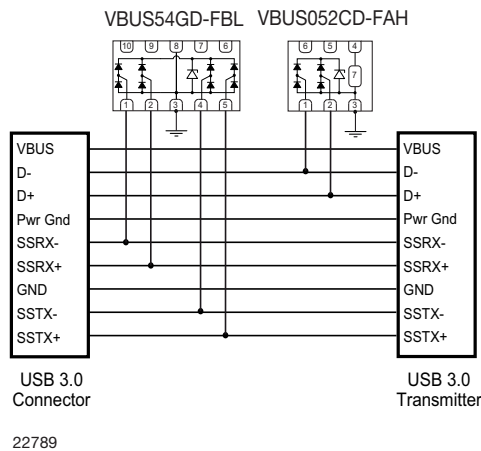 VBUS54GD-FBL VBUS052CD-FAH
10 9 8 7 6
6 5 4
7
1 2 3 4 5
1 2 3
VBUS VBUS
D- D-
D+ D+
Pwr Gnd Pwr Gnd
SSRX- SSRX-
SSRX+ SSRX+
GND GND
SSTX- SSTX-
SSTX+ SSTX+
USB 3.0 USB 3.0
Connector Transmitter
22789